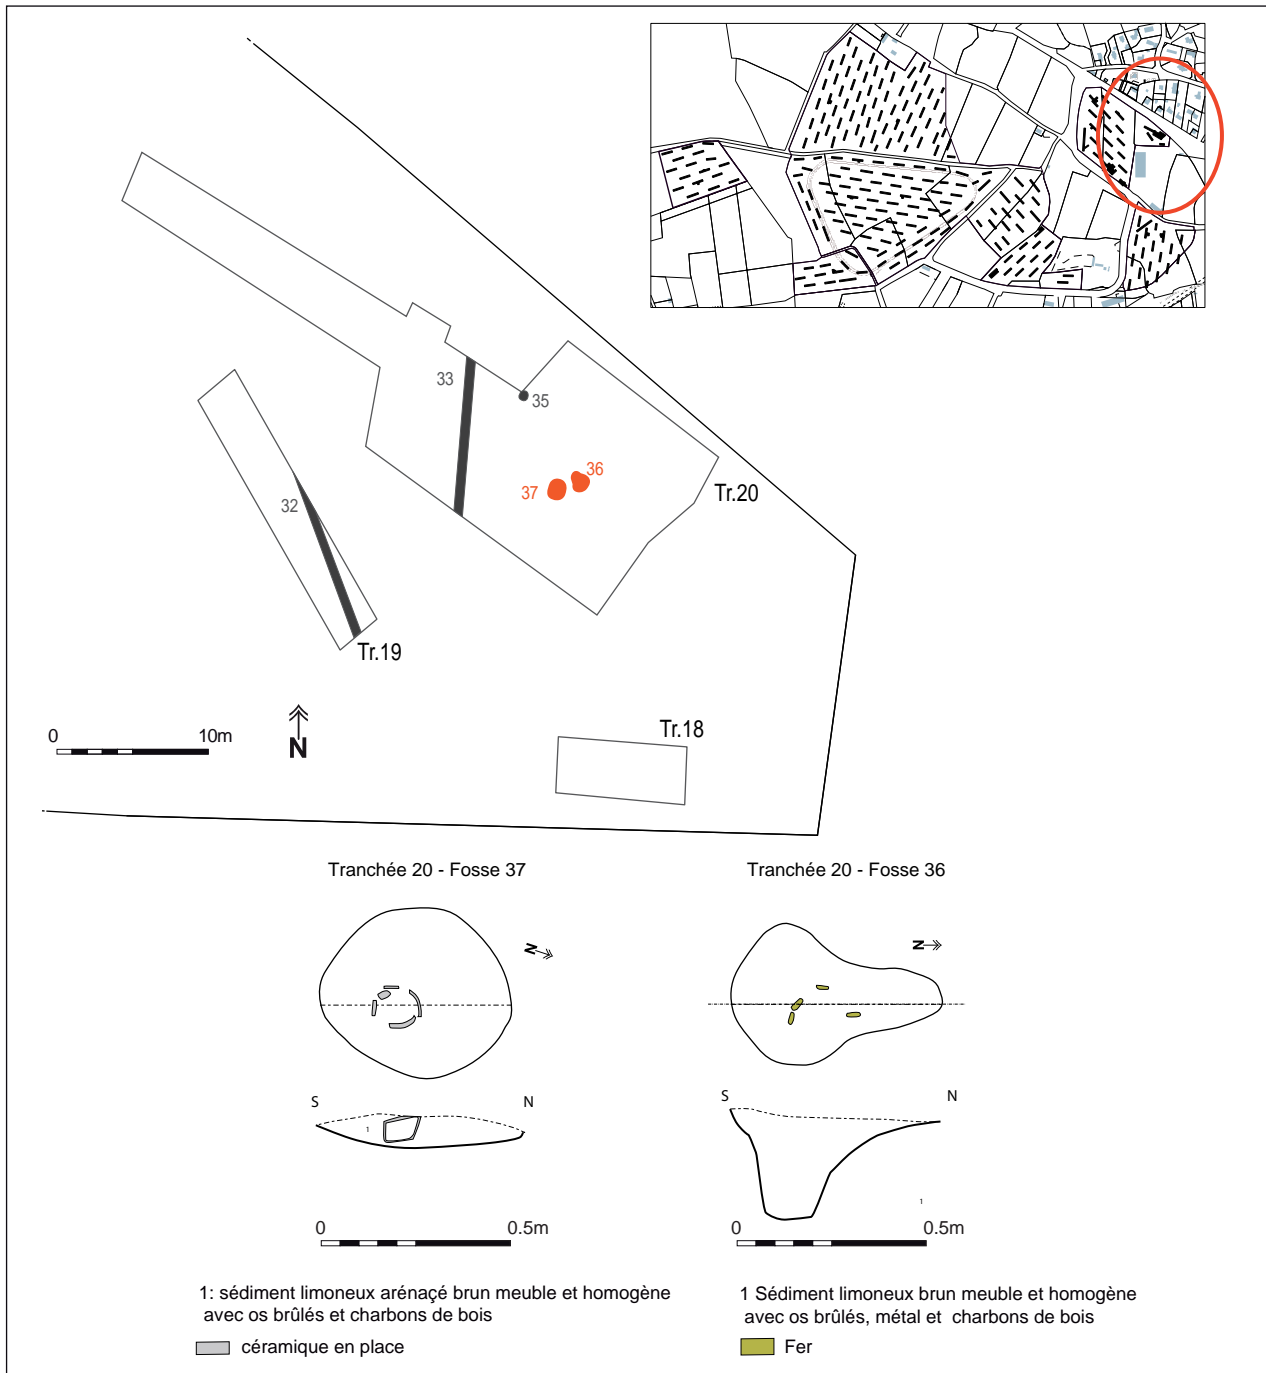 33
35
36
37
Tr.20
32
Tr.19
0 10m
N
Tr.18
Tranchée 20 - Fosse 37
Tranchée 20 - Fosse 36
N
N
S N
1
S N
1
0 0.5m
0 0.5m
1: sédiment limoneux arénaçé brun meuble et homogène
avec os brûlés et charbons de bois
céramique en place
1 Sédiment limoneux brun meuble et homogène
avec os brûlés, métal et charbons de bois
Fer